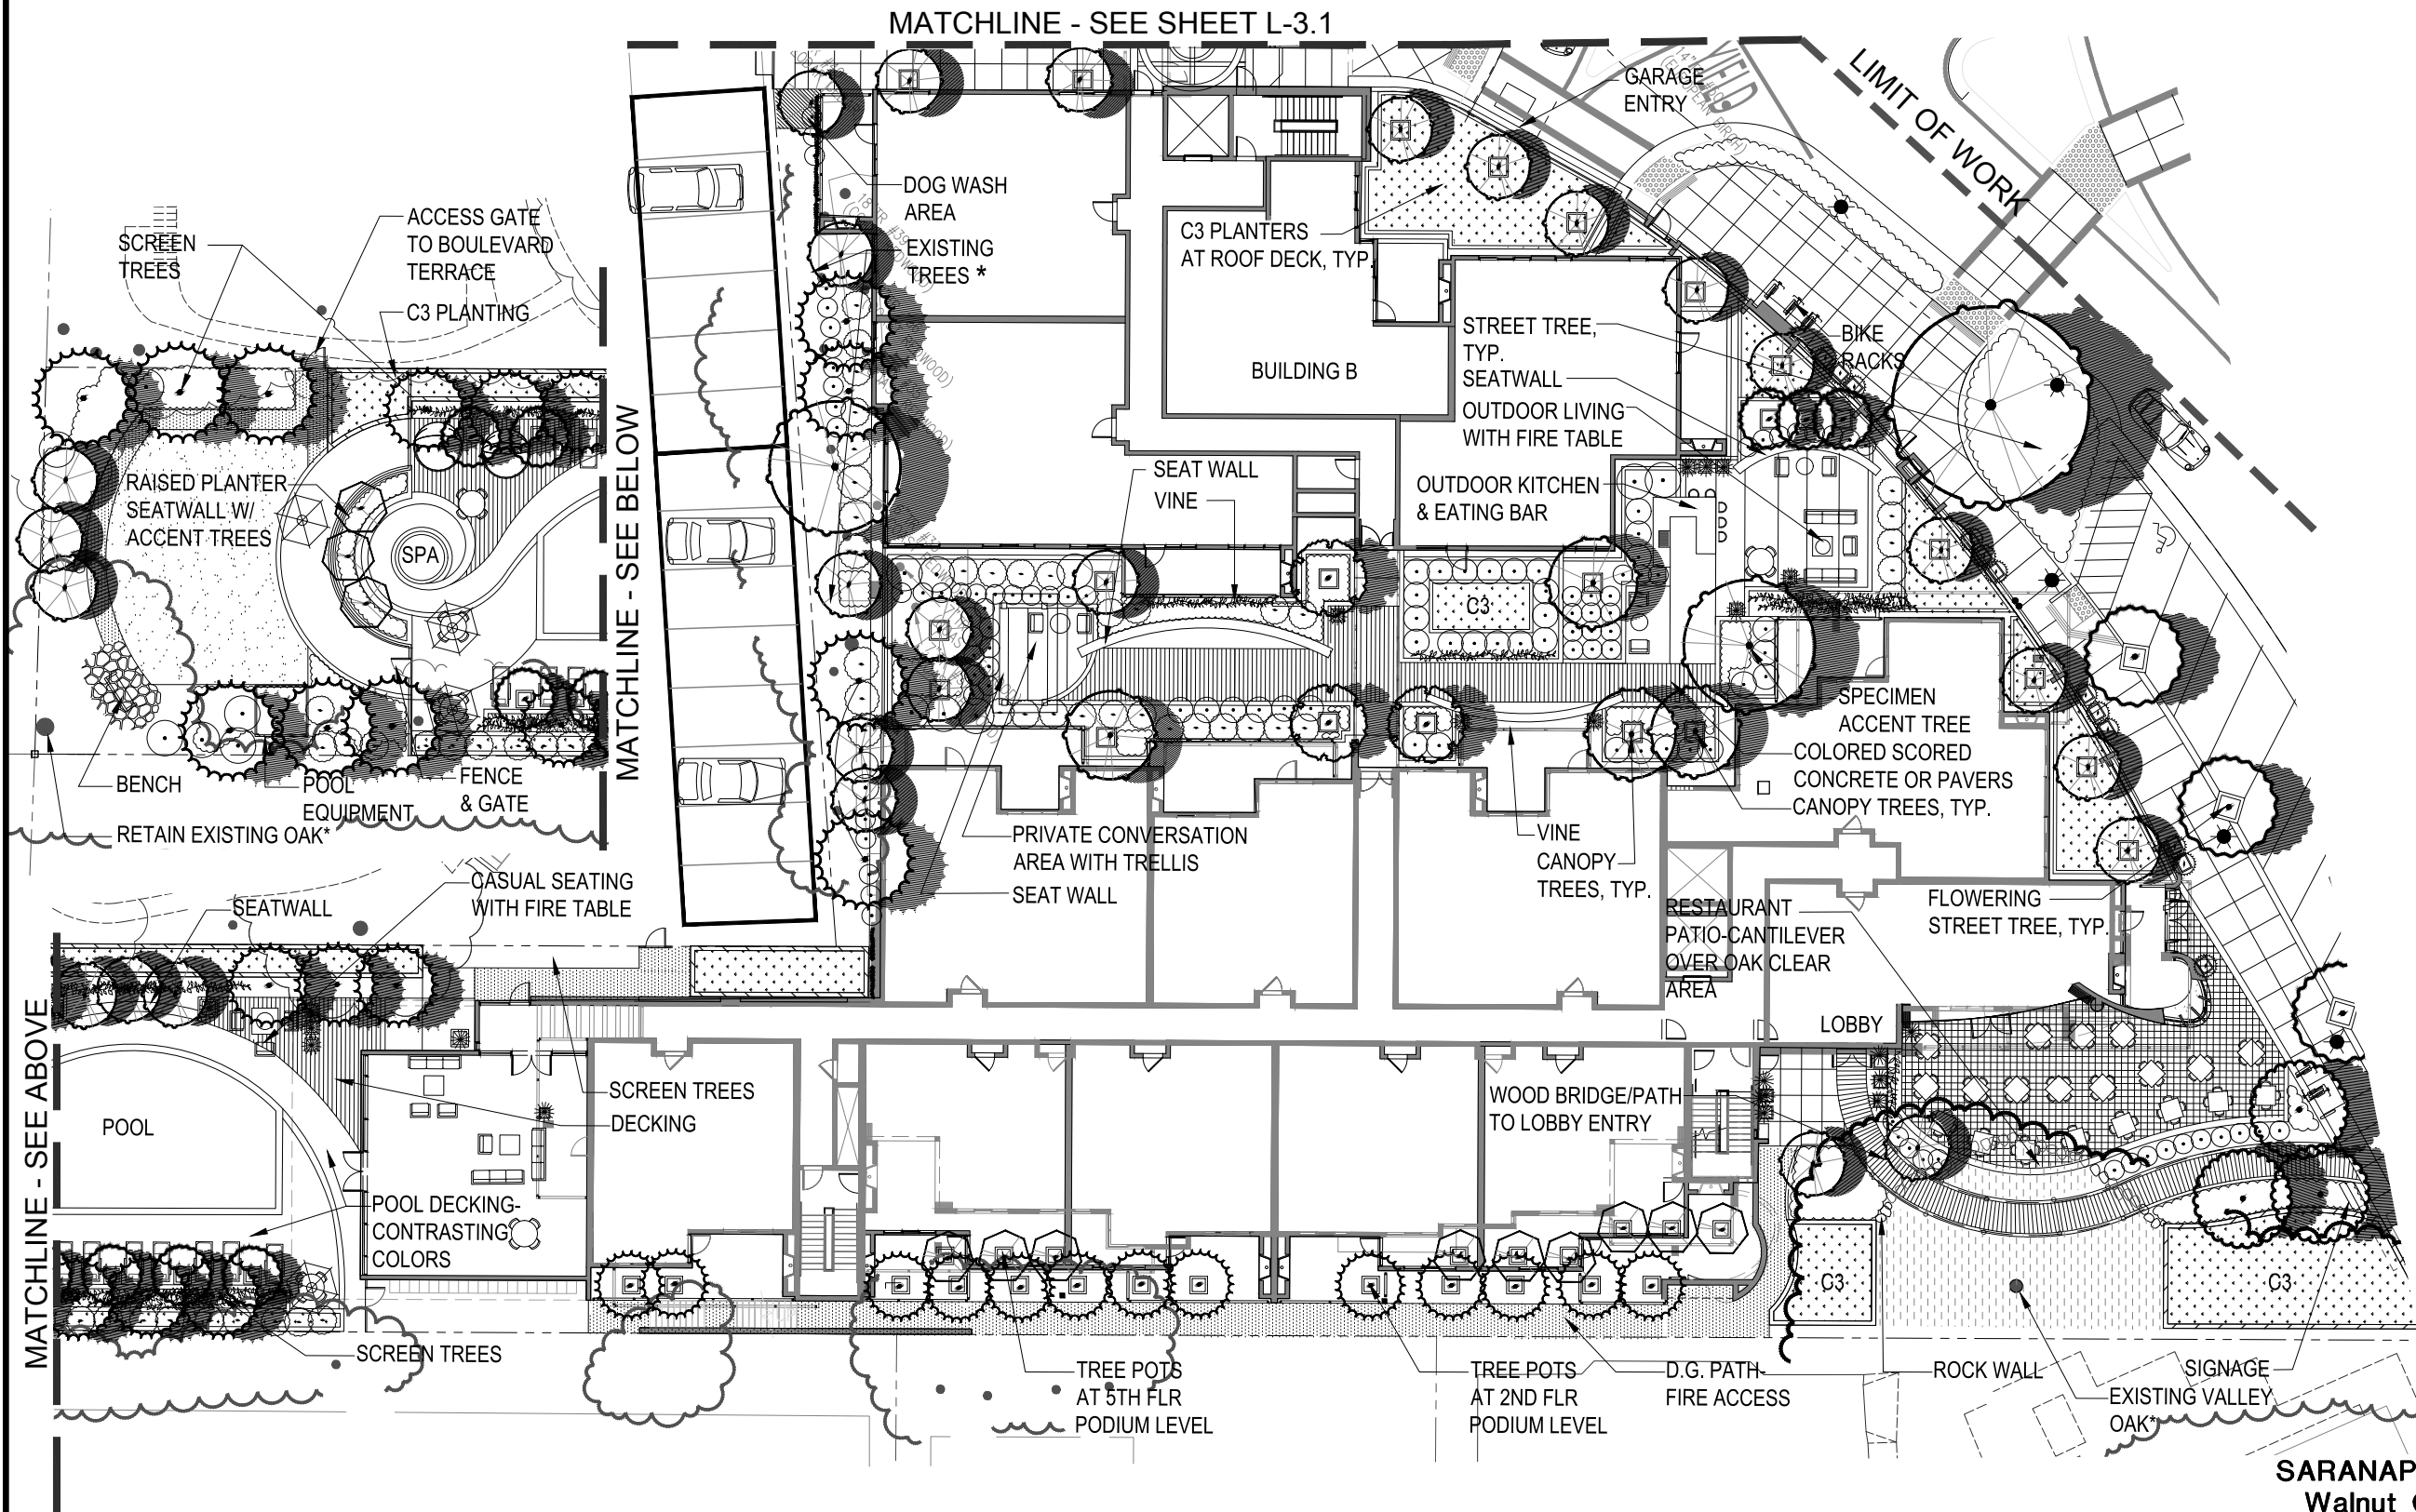 MATCHLINE - SEE SHEET L-3.1
LIMIT OF WORK
GARAGE
ENTRY
DOG WASH
AREA
EXISTING
TREES *
C3 PLANTERS
AT ROOF DECK, TYP.
SCREEN
TREES
ACCESS GATE
TO BOULEVARD
TERRACE
C3 PLANTING
STREET TREE,
TYP.
SEATWALL
OUTDOOR LIVING
WITH FIRE TABLE
BIKE
RACKS
BUILDING B
MATCHLINE - SEE BELOW
SEAT WALL
VINE
OUTDOOR KITCHEN
& EATING BAR
RAISED PLANTER
SEATWALL W/
ACCENT TREES
SPA
C3
SPECIMEN
ACCENT TREE
COLORED SCORED
CONCRETE OR PAVERS
CANOPY TREES, TYP.
BENCH
POOL
EQUIPMENT
FENCE
& GATE
RETAIN EXISTING OAK*
PRIVATE CONVERSATION
AREA WITH TRELLIS
SEAT WALL
VINE
CANOPY
TREES, TYP.
CASUAL SEATING
WITH FIRE TABLE
SEATWALL
RESTAURANT
PATIO-CANTILEVER
OVER OAK CLEAR
AREA
FLOWERING
STREET TREE, TYP.
LOBBY
MATCHLINE - SEE ABOVE
POOL
SCREEN TREES
DECKING
WOOD BRIDGE/PATH
TO LOBBY ENTRY
POOL DECKING-
CONTRASTING
COLORS
C3
C3
SCREEN TREES
TREE POTS
AT 5TH FLR
PODIUM LEVEL
TREE POTS
AT 2ND FLR
PODIUM LEVEL
D.G. PATH-
FIRE ACCESS
ROCK WALL
SIGNAGE
EXISTING VALLEY
OAK*
SARANAP
Walnut